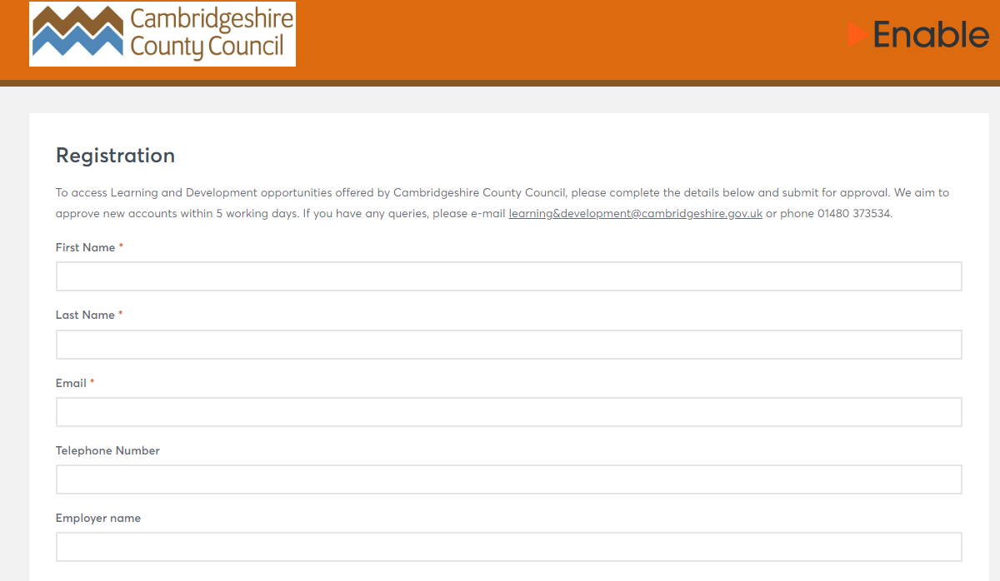 Cambridgeshire
County Council
Enable
Registration
To access Learning and Development opportunities offered by Cambridgeshire County Council, please complete the details below and submit for approval. We aim to
approve new accounts within 5 working days. If you have any queries, please e-mail learning&development@cambridgeshire.gov.uk or phone 01480 373534.
First Name *
Last Name *
Email *
Telephone Number
Employer name